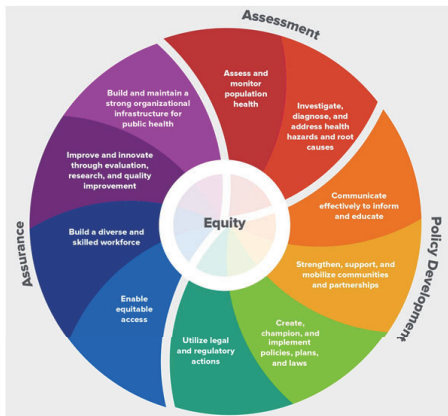 Assessment
Assess and
monitor
population
health
Investigate,
diagnose, and
address health
hazards and root
causes
Communicate
effectively to inform
and educate
Strengthen, support, and
mobilize communities
and partnerships
Create,
champion, and
implement
policies, plans,
and laws
Utilize legal
and regulatory
actions
Enable
equitable
access
Build a diverse and
skilled workforce
Improve and innovate
through evaluation,
research, and quality
improvement
Build and maintain a
strong organizational
infrastructure for
public health
Equity
Policy Development
Assurance